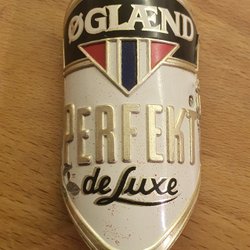 ØGLÆND
PERFEKT
de Luxe